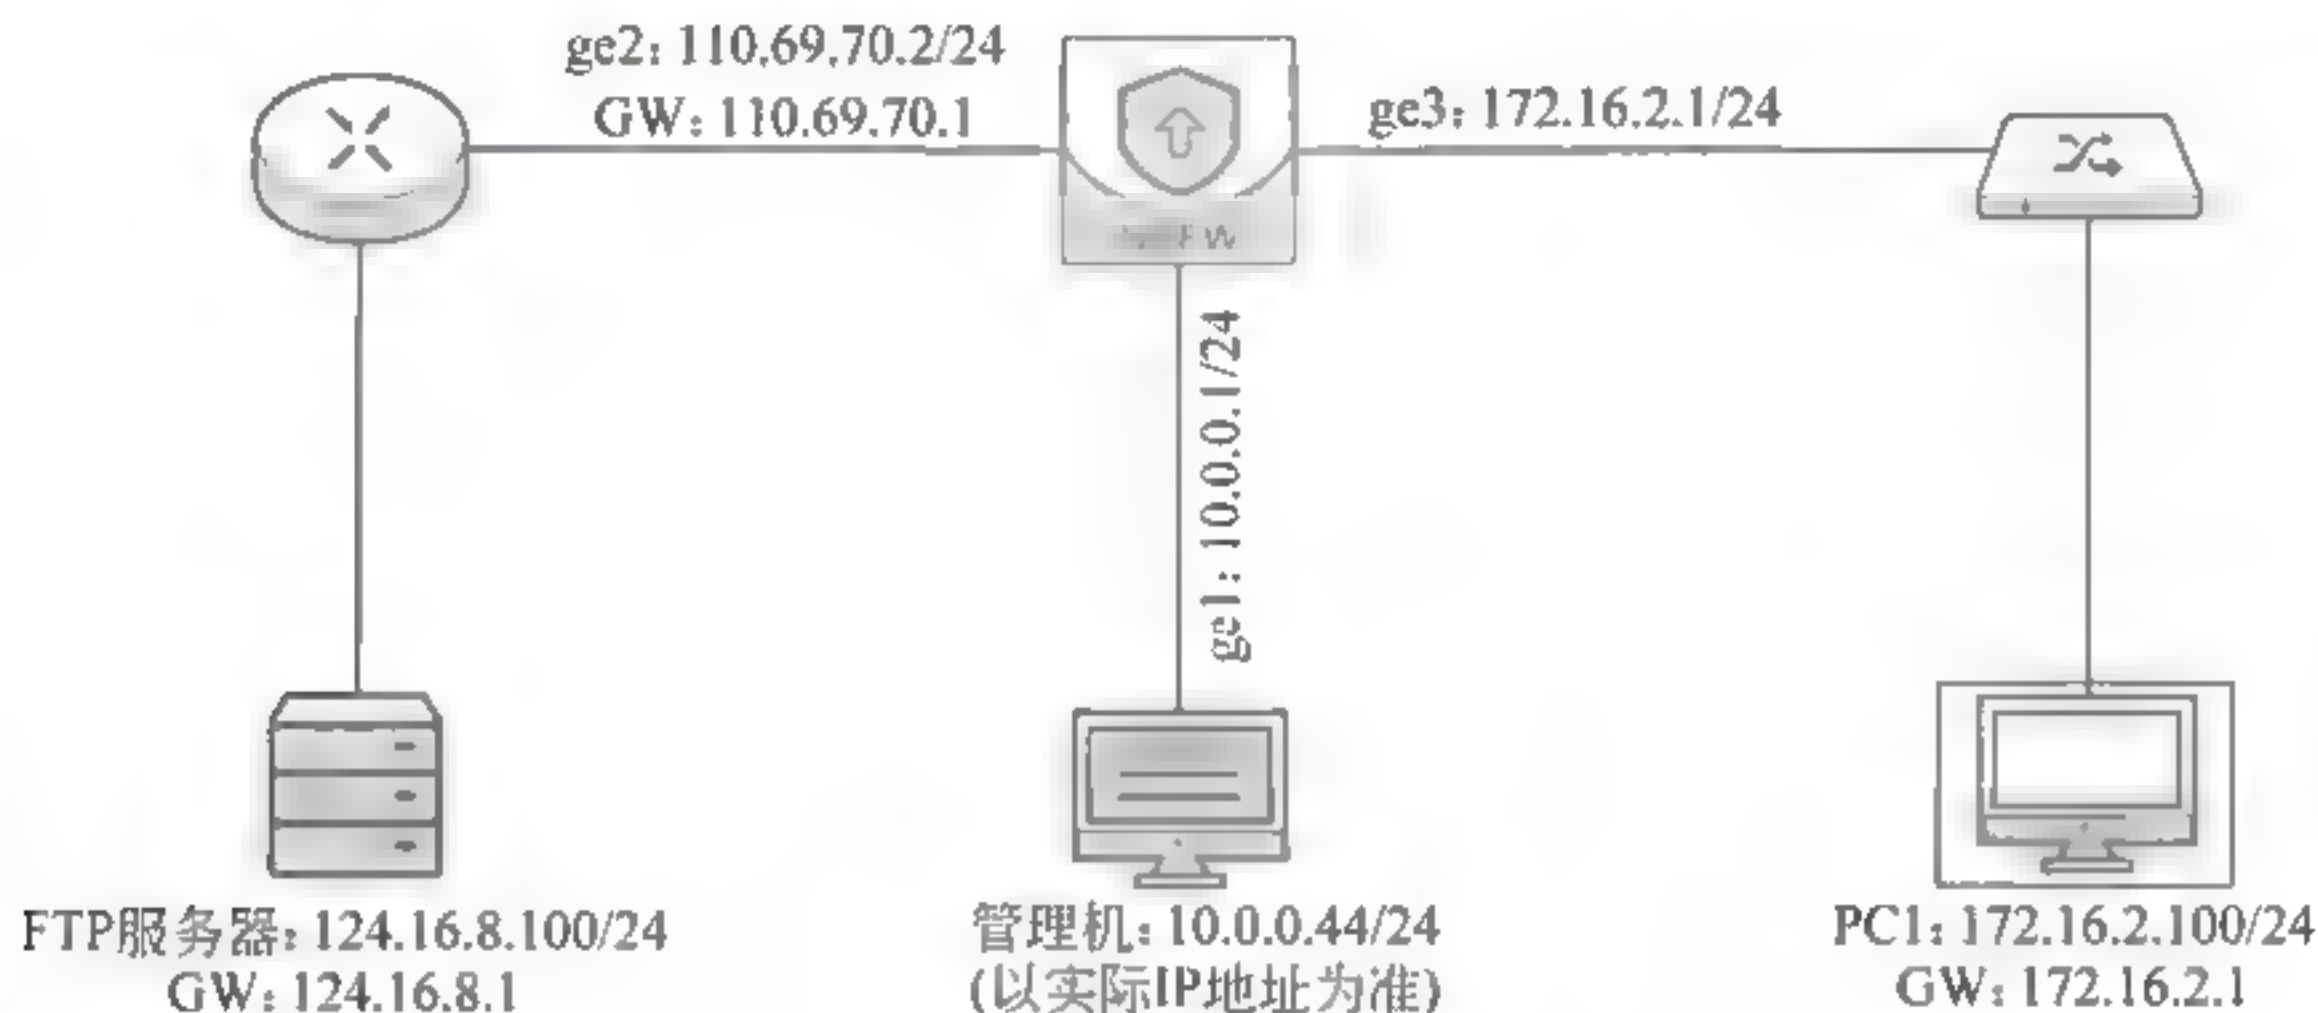 ge2: 110.69.70.2/24
GW: 110.69.70.1
ge3: 172.16.2.1/24
ge1: 10.0.0.1/24
FTP服务器: 124.16.8.100/24
GW: 124.16.8.1
管理机: 10.0.0.44/24
(以实际IP地址为准)
PC1: 172.16.2.100/24
GW: 172.16.2.1